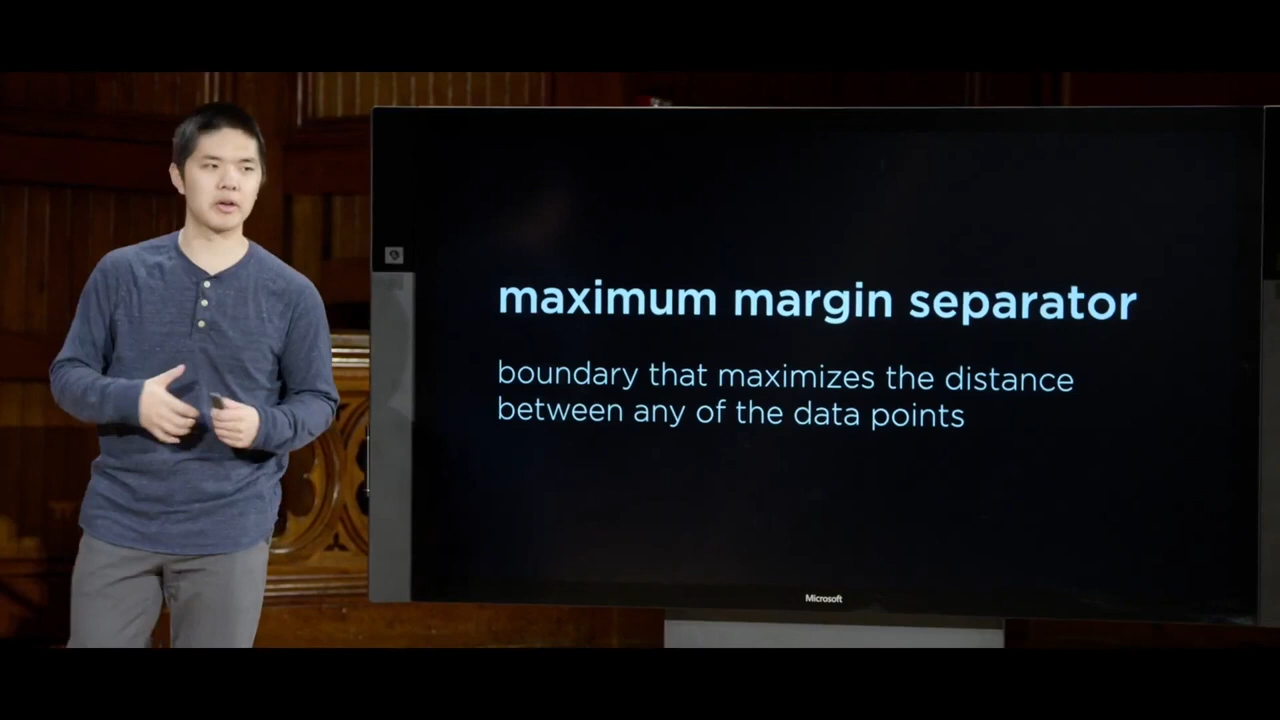 maximum margin separator
boundary that maximizes the distance
between any of the data points
Microsoft